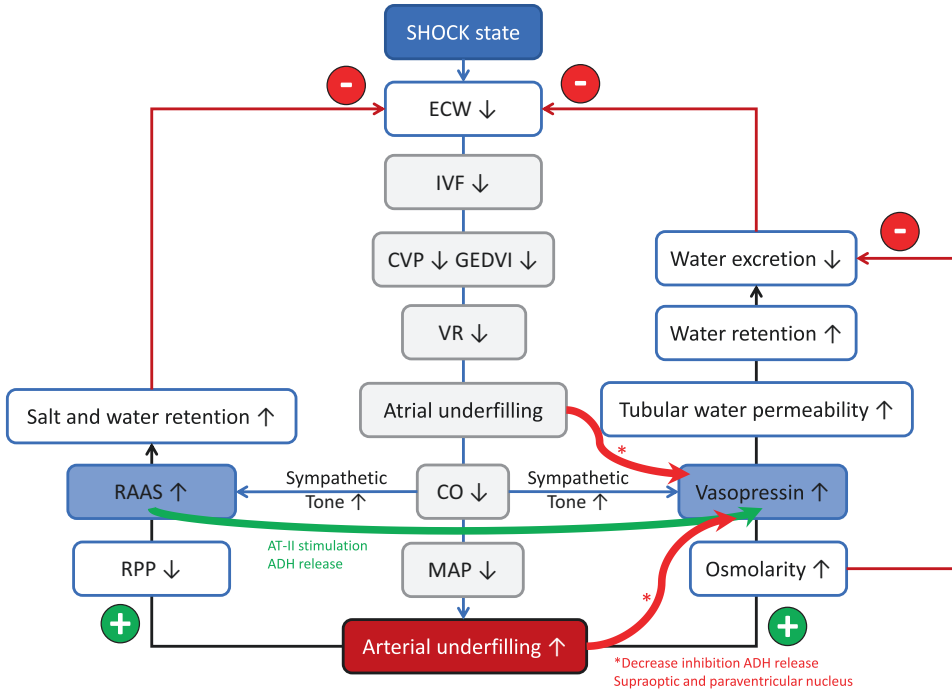 SHOCK state
-
-
ECW ↓
IVF ↓
-
CVP ↓ GEDVI ↓
Water excretion ↓
VR ↓
Water retention ↑
Salt and water retention ↑
Atrial underfilling
Tubular water permeability ↑
*
RAAS ↑
Sympathetic
Tone ↑
CO ↓
Sympathetic
Tone ↑
Vasopressin ↑
AT-II stimulation
ADH release
RPP ↓
MAP ↓
Osmolarity ↑
*
+
+
Arterial underfilling ↑
*Decrease inhibition ADH release
Supraoptic and paraventricular nucleus